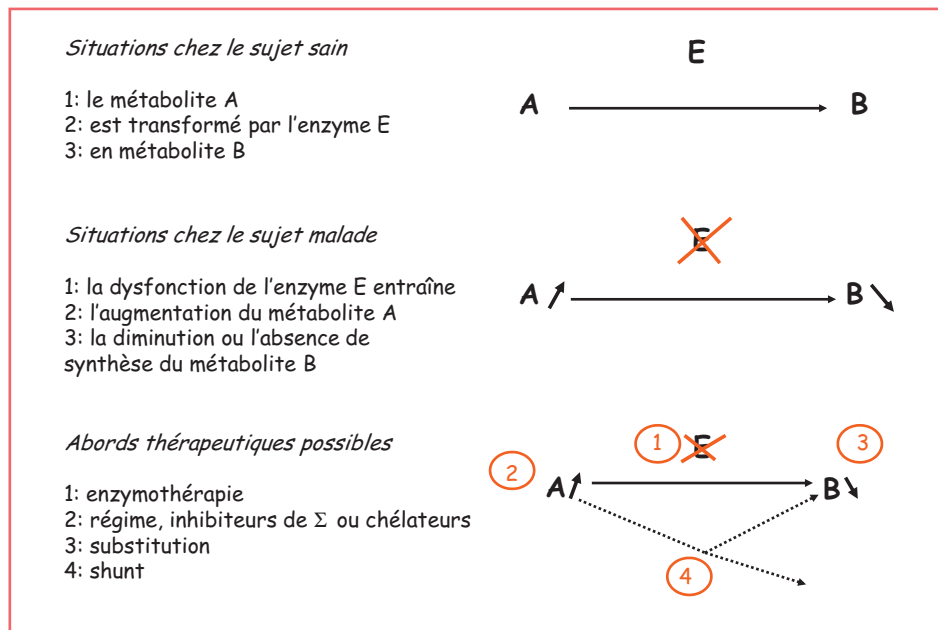 Situations chez le sujet sain
E
1: le métabolite A
2: est transformé par l'enzyme E
3: en métabolite B
A B
Situations chez le sujet malade
E
1: la dysfonction de l'enzyme E entraîne
2: l'augmentation du métabolite A
3: la diminution ou l'absence de
synthèse du métabolite B
A B
Abords thérapeutiques possibles
1 E 3
2 A B
1: enzymothérapie
2: régime, inhibiteurs de Σ ou chélateurs
3: substitution
4: shunt
4